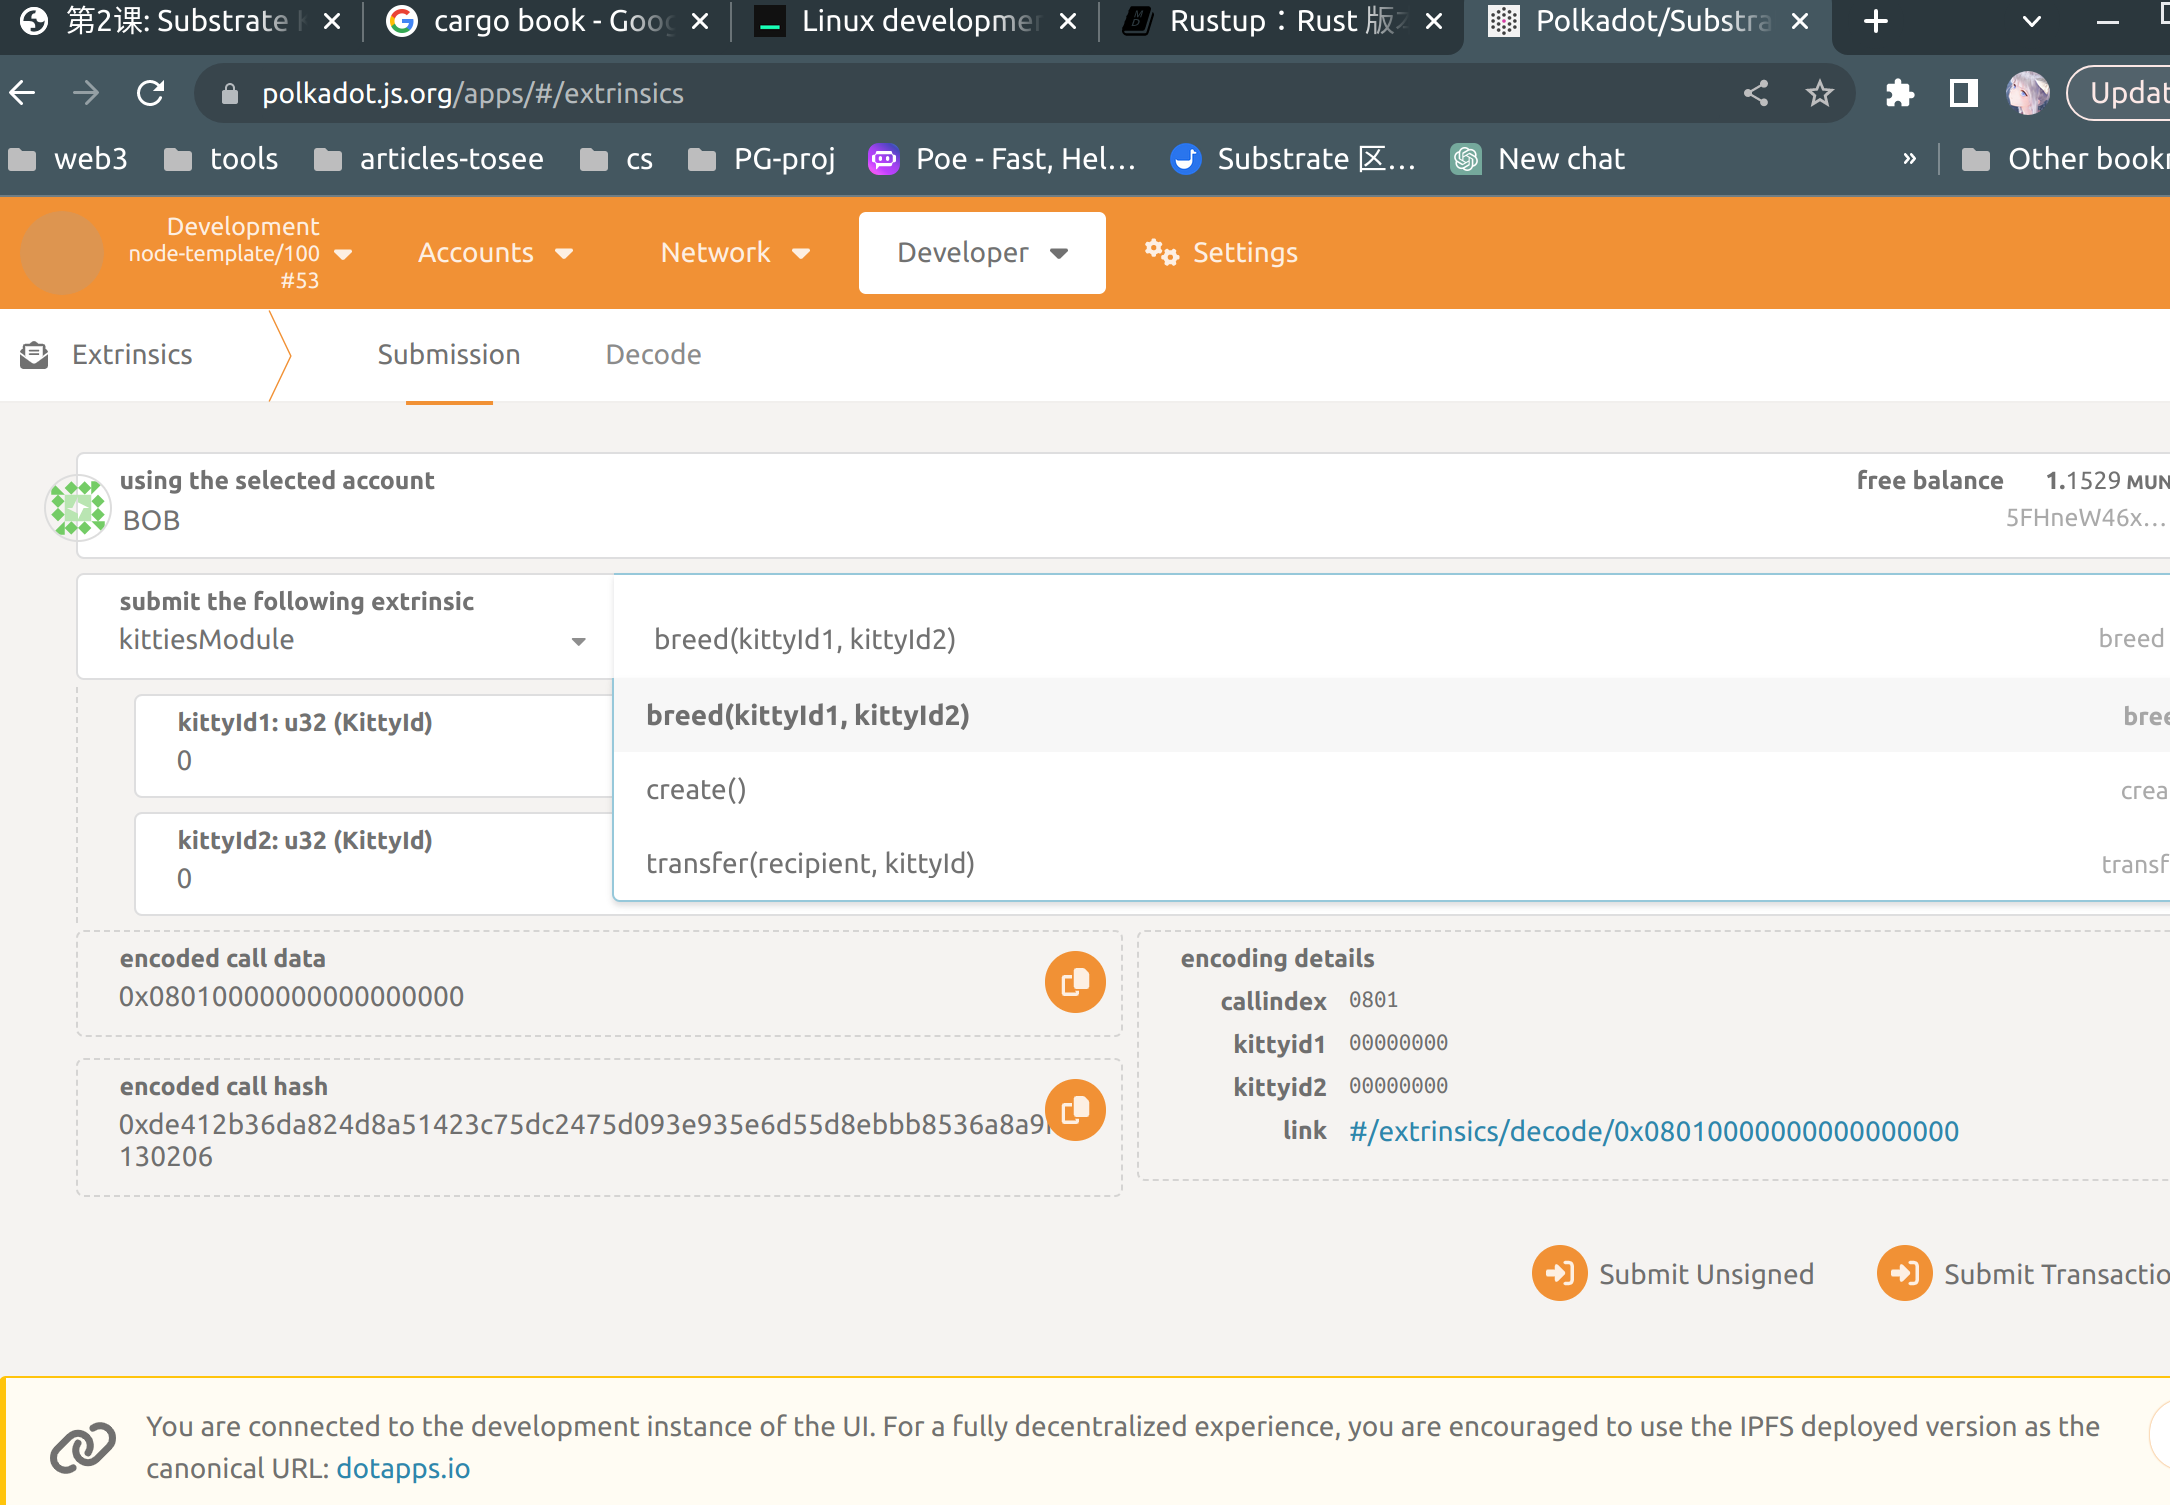 第2课: Substrate
cargo book - Goog
Linux developmen
Rustup：Rust 版
Polkadot/Substra
polkadot.js.org/apps/#/extrinsics
Updat
web3
tools
articles-tosee
cs
PG-proj
Poe - Fast, Hel...
Substrate 区...
New chat
»
Other book
Development
node-template/100
#53
Accounts
Network
Developer
Settings
Extrinsics
Submission
Decode
using the selected account
BOB
free balance 1.1529 MUN
5FHneW46x...
submit the following extrinsic
kittiesModule
breed(kittyId1, kittyId2)
breed
breed(kittyId1, kittyId2)
bree
create()
crea
transfer(recipient, kittyId)
transf
kittyId1: u32 (KittyId)
0
kittyId2: u32 (KittyId)
0
encoded call data
0x08010000000000000000
encoded call hash
0xde412b36da824d8a51423c75dc2475d093e935e6d55d8ebbb8536a8a9
130206
encoding details
callindex 0801
kittyid1 00000000
kittyid2 00000000
link #/extrinsics/decode/0x08010000000000000000
Submit Unsigned
Submit Transactio
You are connected to the development instance of the UI. For a fully decentralized experience, you are encouraged to use the IPFS deployed version as the
canonical URL: dotapps.io